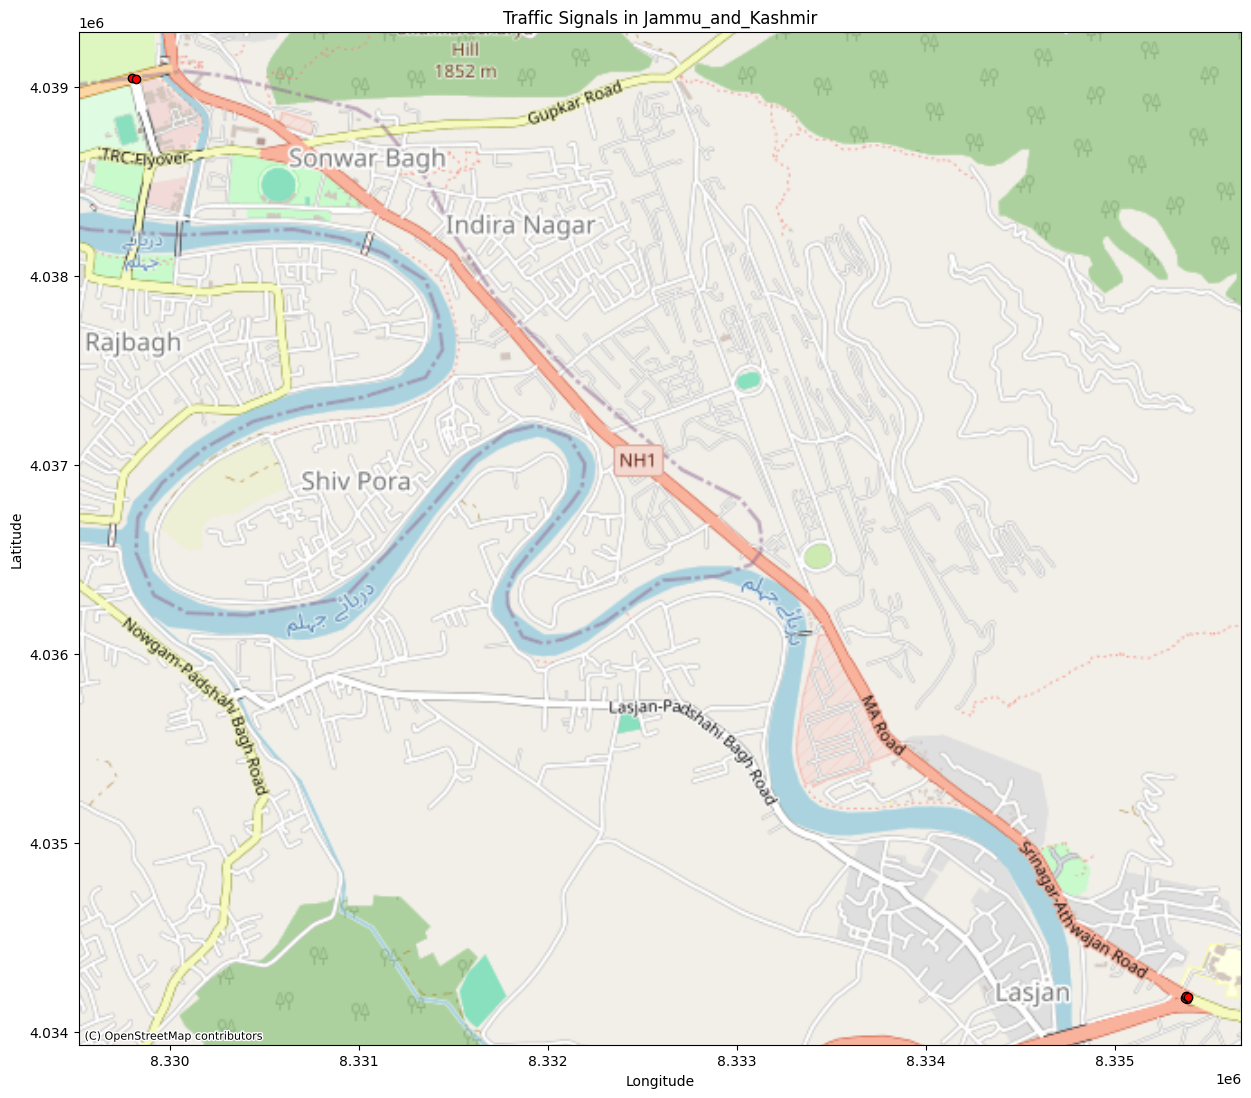 Traffic Signals in Jammu_and_Kashmir
1e6
Hill
1852 m
4.039
Gupkar Road
TRC Flyover
Sonwar Bagh
Indira Nagar
دریائے جہلم
4.038
Rajbagh
4.037
NH1
Shiv Pora
دریائے جہلم
دریائے جہلم
Latitude
4.036
Nowgam-Padshahi Bagh Road
Lasjan-Padshahi Bagh Road
MA Road
4.035
Srinagar-Athwajan Road
Lasjan
4.034
(C) OpenStreetMap contributors
8.330
8.331
8.332
8.333
8.334
8.335
Longitude
1e6